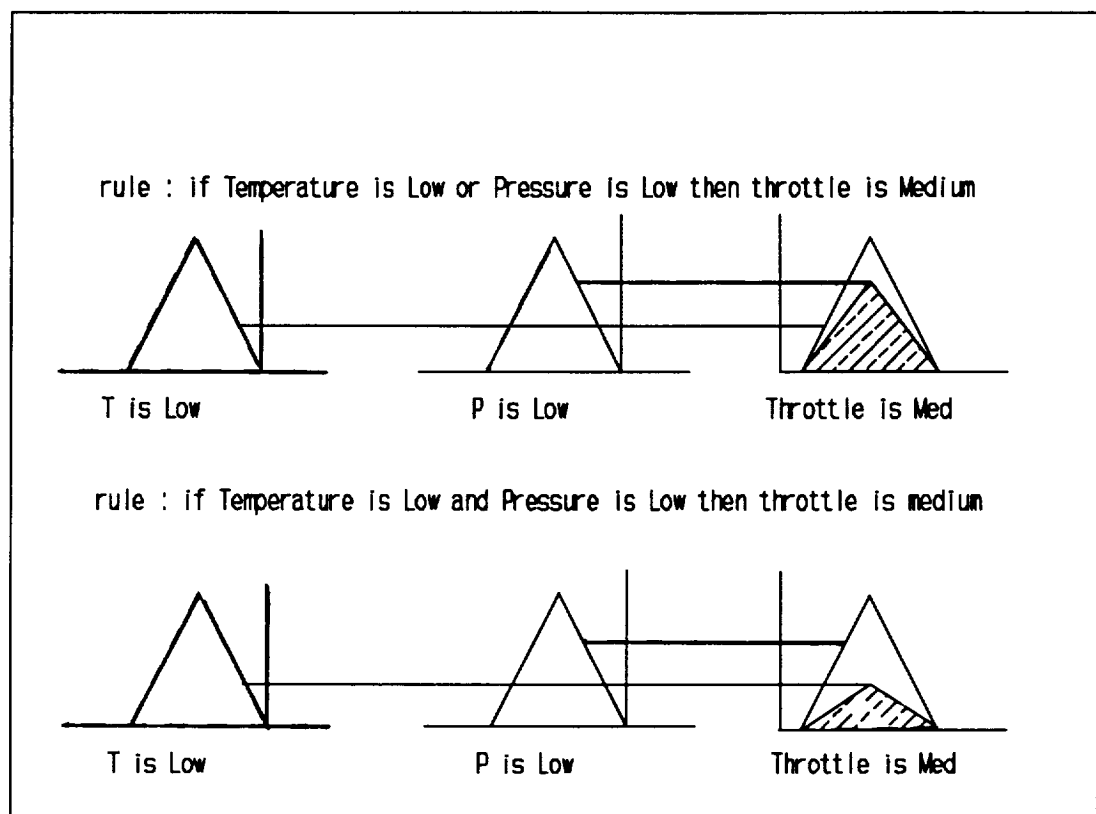 rule : if Temperature is Low or Pressure is Low then throttle is Medium
T is Low
P is Low
Throttle is Med
rule : if Temperature is Low and Pressure is Low then throttle is medium
T is Low
P is Low
Throttle is Med